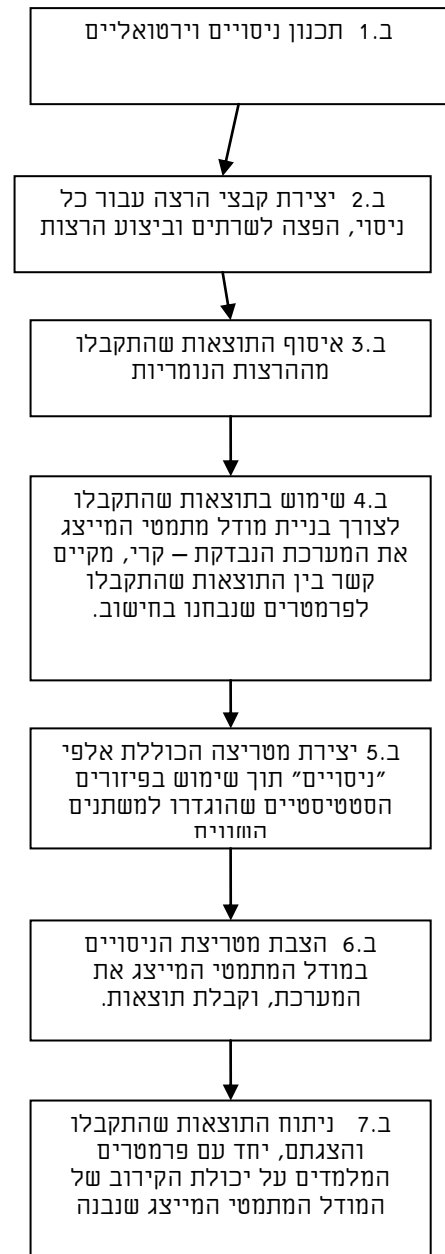 ב.1 תכנון ניסויים וירטואליים
ב.2 יצירת קבצי הרצה עבור כל
ניסוי, הפצה לשרתים וביצוע הרצות
ב.3 איסוף התוצאות שהתקבלו
מההרצות הנומריות
ב.4 שימוש בתוצאות שהתקבלו
לצורך בניית מודל מתמטי המייצג
את המערכת הנבדקת – קרי, מקיים
קשר בין התוצאות שהתקבלו
לפרמטרים שנבחנו בחישוב.
ב.5 יצירת מטריצה הכוללת אלפי
"ניסויים" תוך שימוש בפיזורים
הסטטיסטיים שהוגדרו למשתנים
ב.6 הצבת מטריצת הניסויים
במודל המתמטי המייצג את
המערכת, וקבלת תוצאות.
ב.7 ניתוח התוצאות שהתקבלו
והצגתם, יחד עם פרמטרים
המלמדים על יכולת הקירוב של
המודל המתמטי המייצג שנבנה